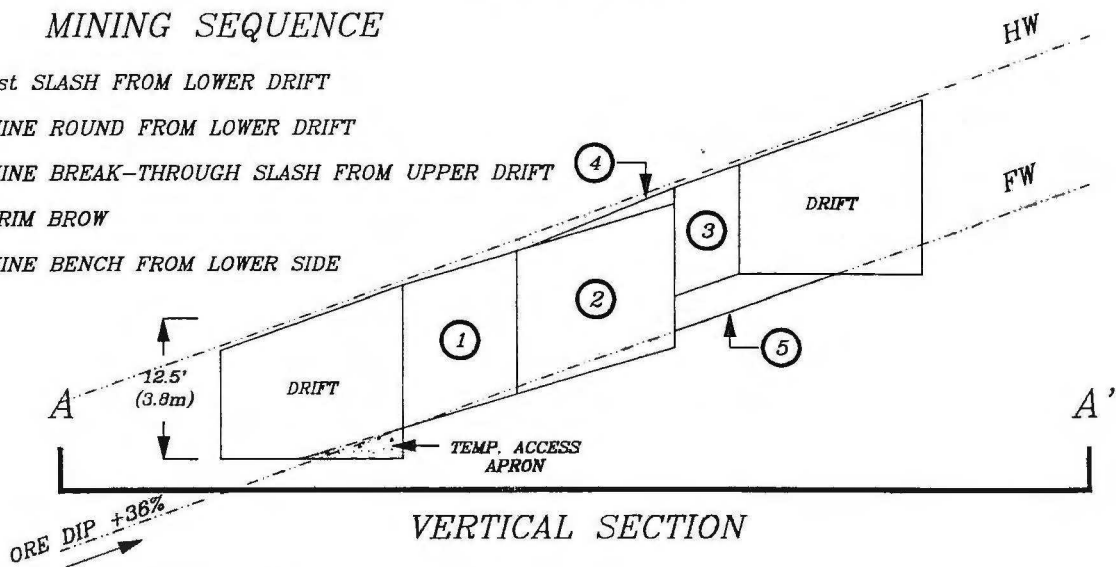 MINING SEQUENCE
st SLASH FROM LOWER DRIFT
INE ROUND FROM LOWER DRIFT
INE BREAK-THROUGH SLASH FROM UPPER DRIFT
RIM BROW
INE BENCH FROM LOWER SIDE
HW
FW
4
3
DRIFT
2
1
5
12.5'
(3.8m)
DRIFT
A
A'
TEMP. ACCESS
APRON
ORE DIP +36%
VERTICAL SECTION